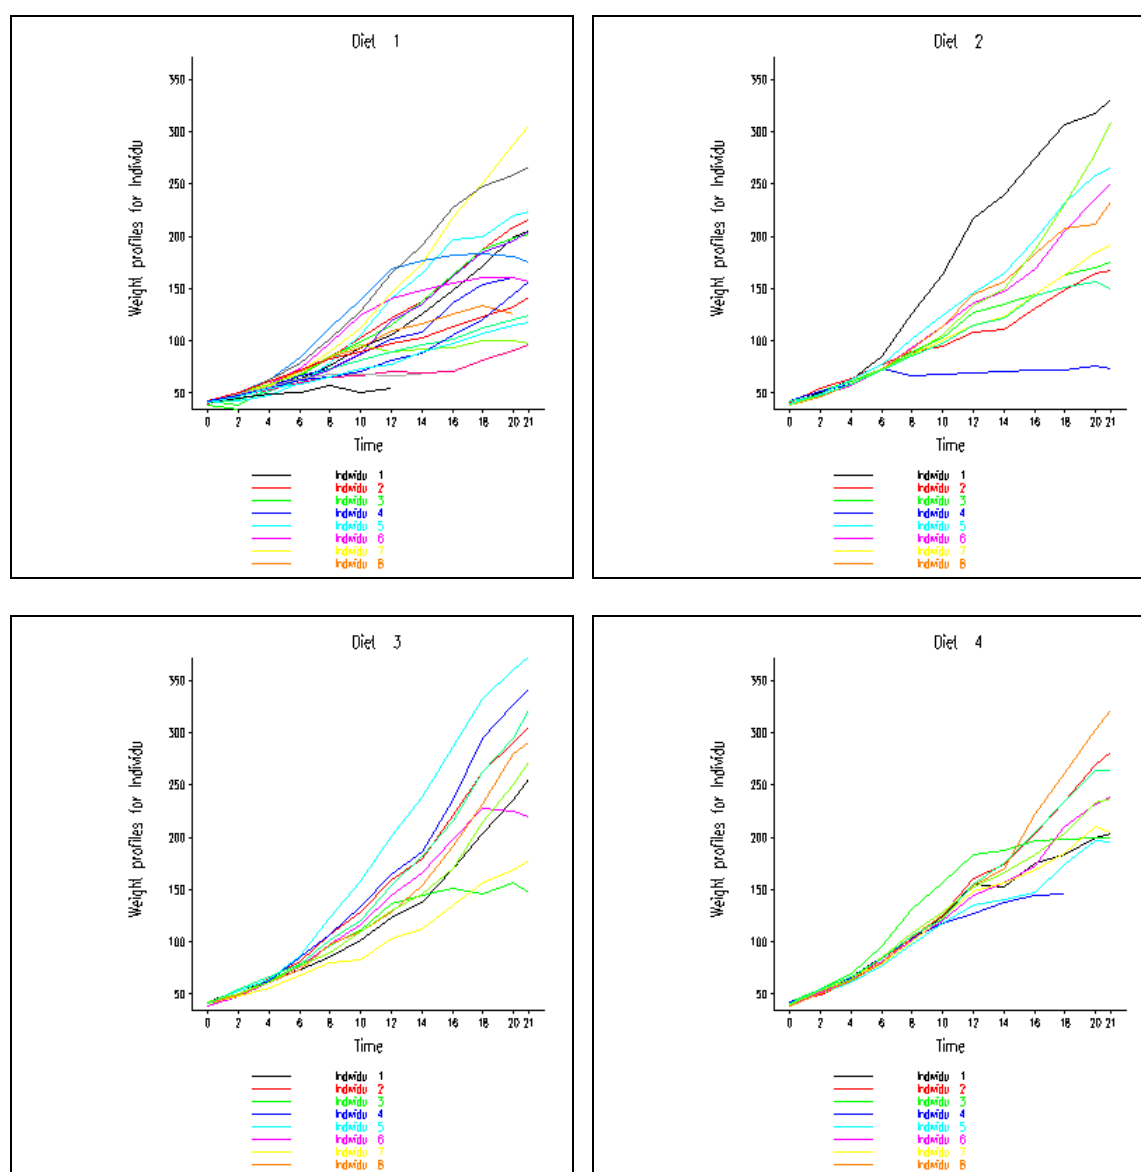 Diet 1
Weight profiles for Individu
350
300
250
200
150
100
50
0 2 4 6 8 10 12 14 16 18 20 21
Time
Individu 1
Individu 2
Individu 3
Individu 4
Individu 5
Individu 6
Individu 7
Individu 8
Diet 2
Weight profiles for Individu
350
300
250
200
150
100
50
0 2 4 6 8 10 12 14 16 18 20 21
Time
Individu 1
Individu 2
Individu 3
Individu 4
Individu 5
Individu 6
Individu 7
Individu 8
Diet 3
Weight profiles for Individu
350
300
250
200
150
100
50
0 2 4 6 8 10 12 14 16 18 20 21
Time
Individu 1
Individu 2
Individu 3
Individu 4
Individu 5
Individu 6
Individu 7
Individu 8
Diet 4
Weight profiles for Individu
350
300
250
200
150
100
50
0 2 4 6 8 10 12 14 16 18 20 21
Time
Individu 1
Individu 2
Individu 3
Individu 4
Individu 5
Individu 6
Individu 7
Individu 8